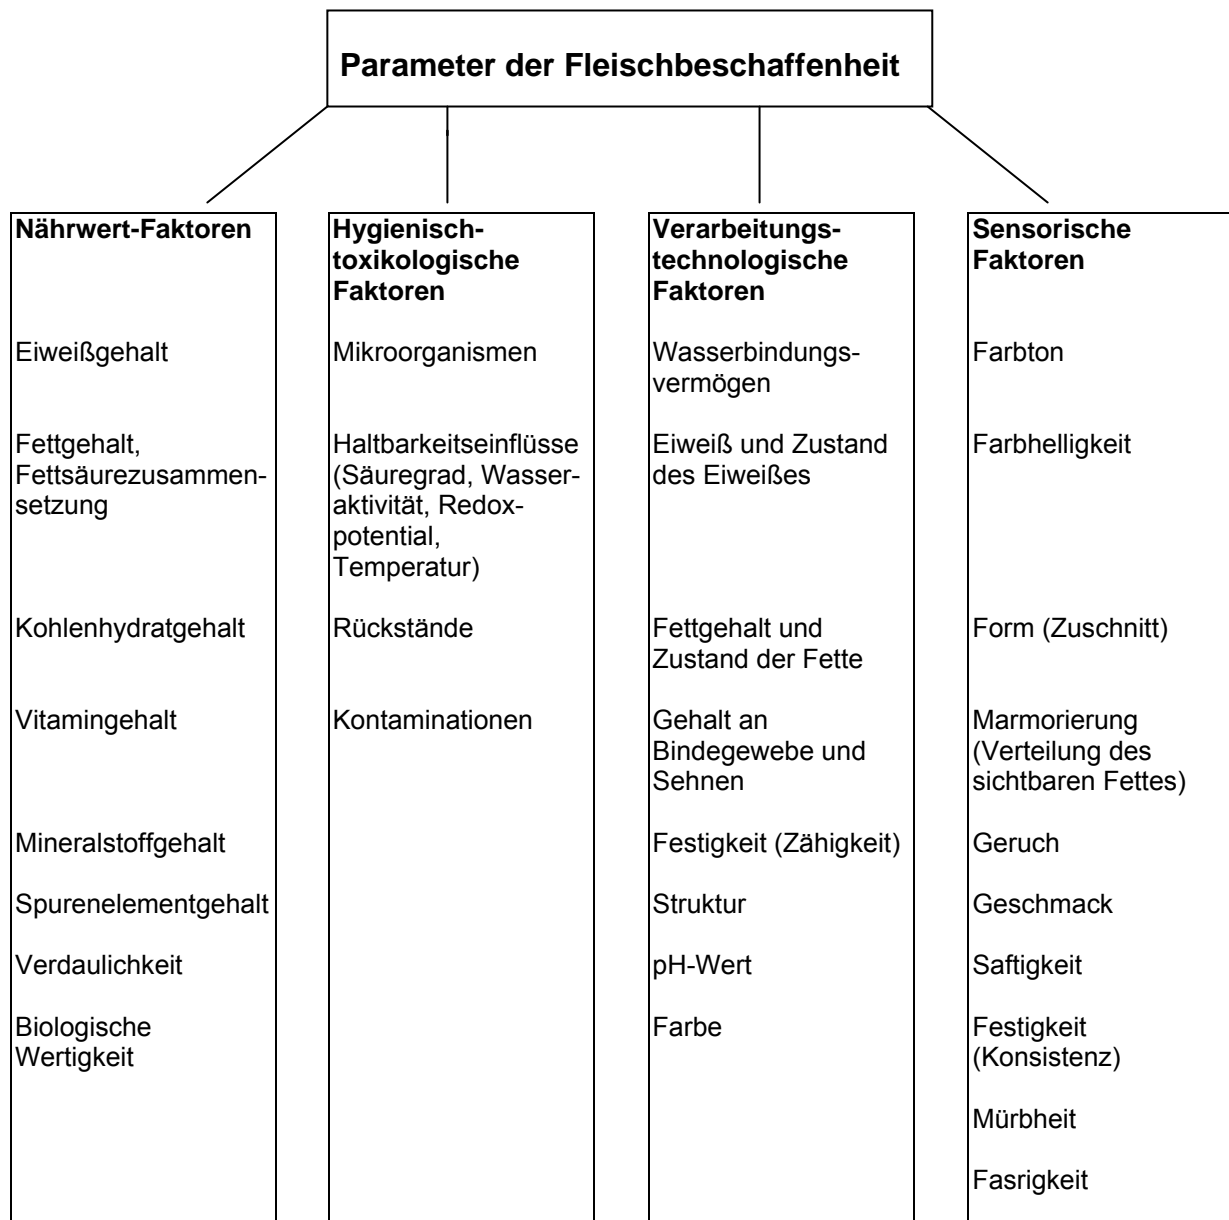 Parameter der Fleischbeschaffenheit
Nährwert-Faktoren
Eiweißgehalt
Fettgehalt,
Fettsäurezusammen-
setzung
Kohlenhydratgehalt
Vitamingehalt
Mineralstoffgehalt
Spurenelementgehalt
Verdaulichkeit
Biologische
Wertigkeit
Hygienisch-
toxikologische
Faktoren
Mikroorganismen
Haltbarkeitseinflüsse
(Säuregrad, Wasser-
aktivität, Redox-
potential,
Temperatur)
Rückstände
Kontaminationen
Verarbeitungs-
technologische
Faktoren
Wasserbindungs-
vermögen
Eiweiß und Zustand
des Eiweißes
Fettgehalt und
Zustand der Fette
Gehalt an
Bindegewebe und
Sehnen
Festigkeit (Zähigkeit)
Struktur
pH-Wert
Farbe
Sensorische
Faktoren
Farbton
Farbhelligkeit
Form (Zuschnitt)
Marmorierung
(Verteilung des
sichtbaren Fettes)
Geruch
Geschmack
Saftigkeit
Festigkeit
(Konsistenz)
Mürbheit
Fasrigkeit